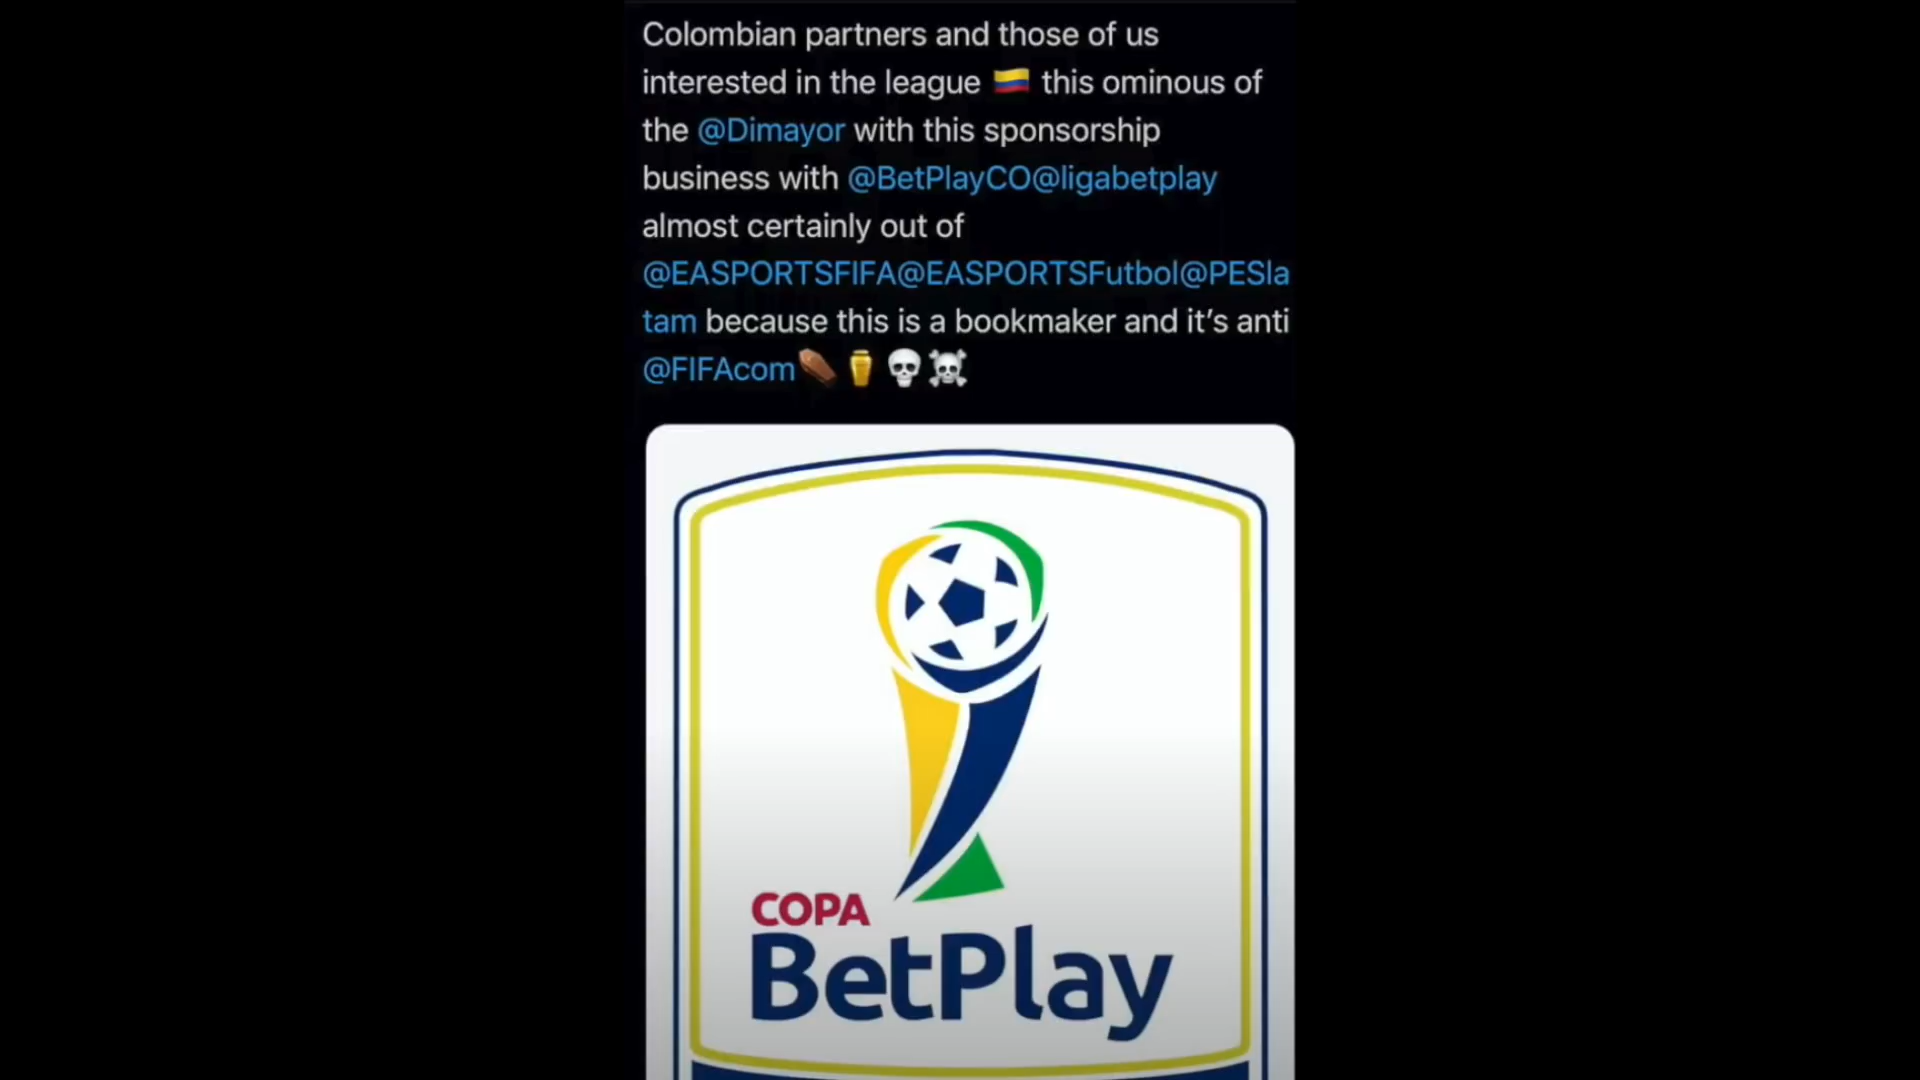 Colombian partners and those of us
interested in the league 🇨🇴 this ominous of
the @Dimayor with this sponsorship
business with @BetPlayCO@ligabetplay
almost certainly out of
@EASPORTSFIFA@EASPORTSFutbol@PESla
tam because this is a bookmaker and it’s anti
@FIFAcom⚰️⚱️💀☠️
COPA
BetPlay